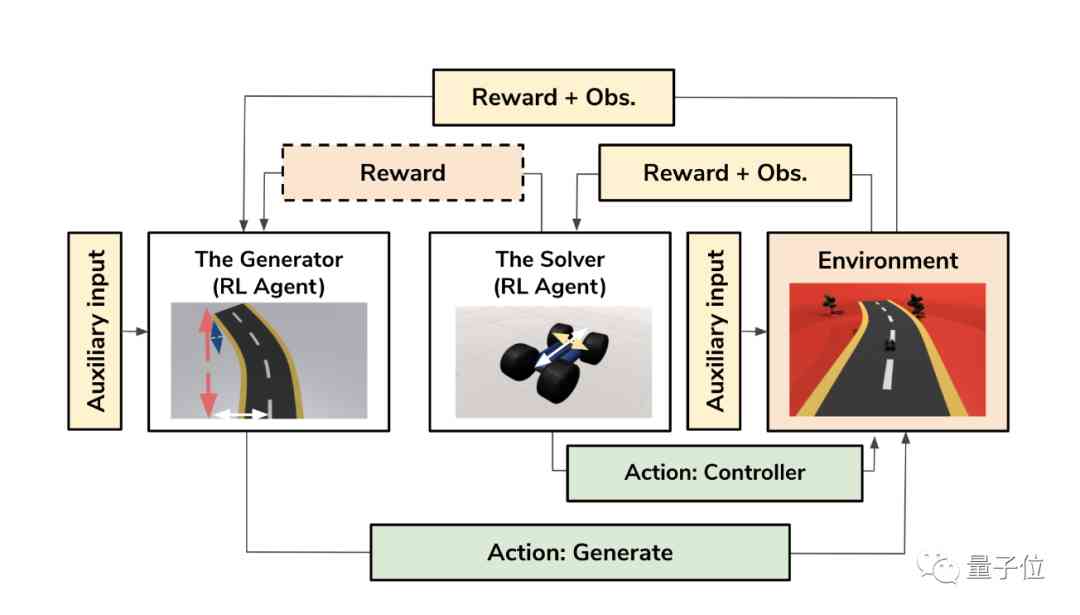 Reward + Obs.
Reward
Reward + Obs.
Auxiliary input
The Generator
(RL Agent)
The Solver
(RL Agent)
Auxiliary input
Environment
Action: Controller
Action: Generate
量子位